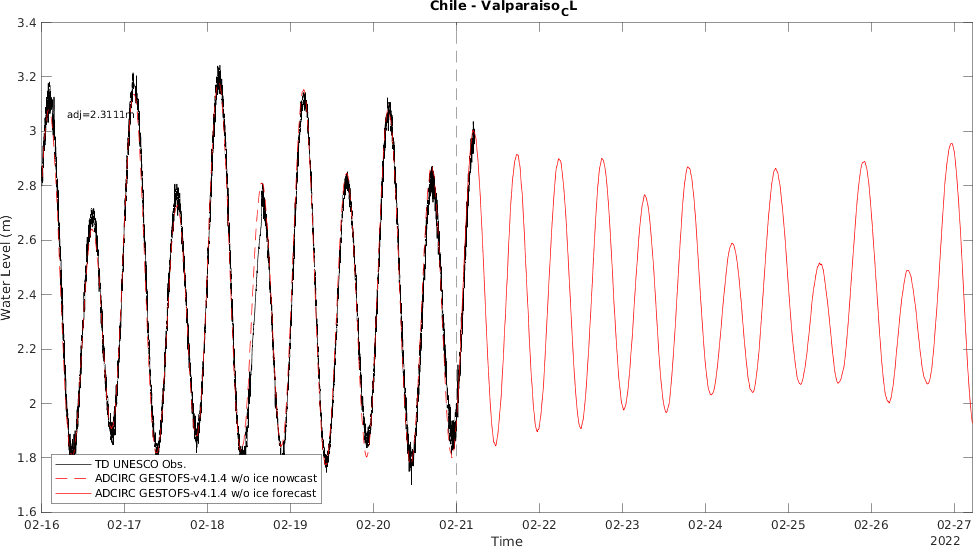 Chile - ValparaisoCL
3.4
3.2
3
2.8
2.6
2.4
2.2
2
1.8
1.6
Water Level (m)
adj=2.3111m
TD UNESCO Obs.
ADCIRC GESTOFS-v4.1.4 w/o ice nowcast
ADCIRC GESTOFS-v4.1.4 w/o ice forecast
02-16 02-17 02-18 02-19 02-20 02-21 02-22 02-23 02-24 02-25 02-26 02-27
Time
2022